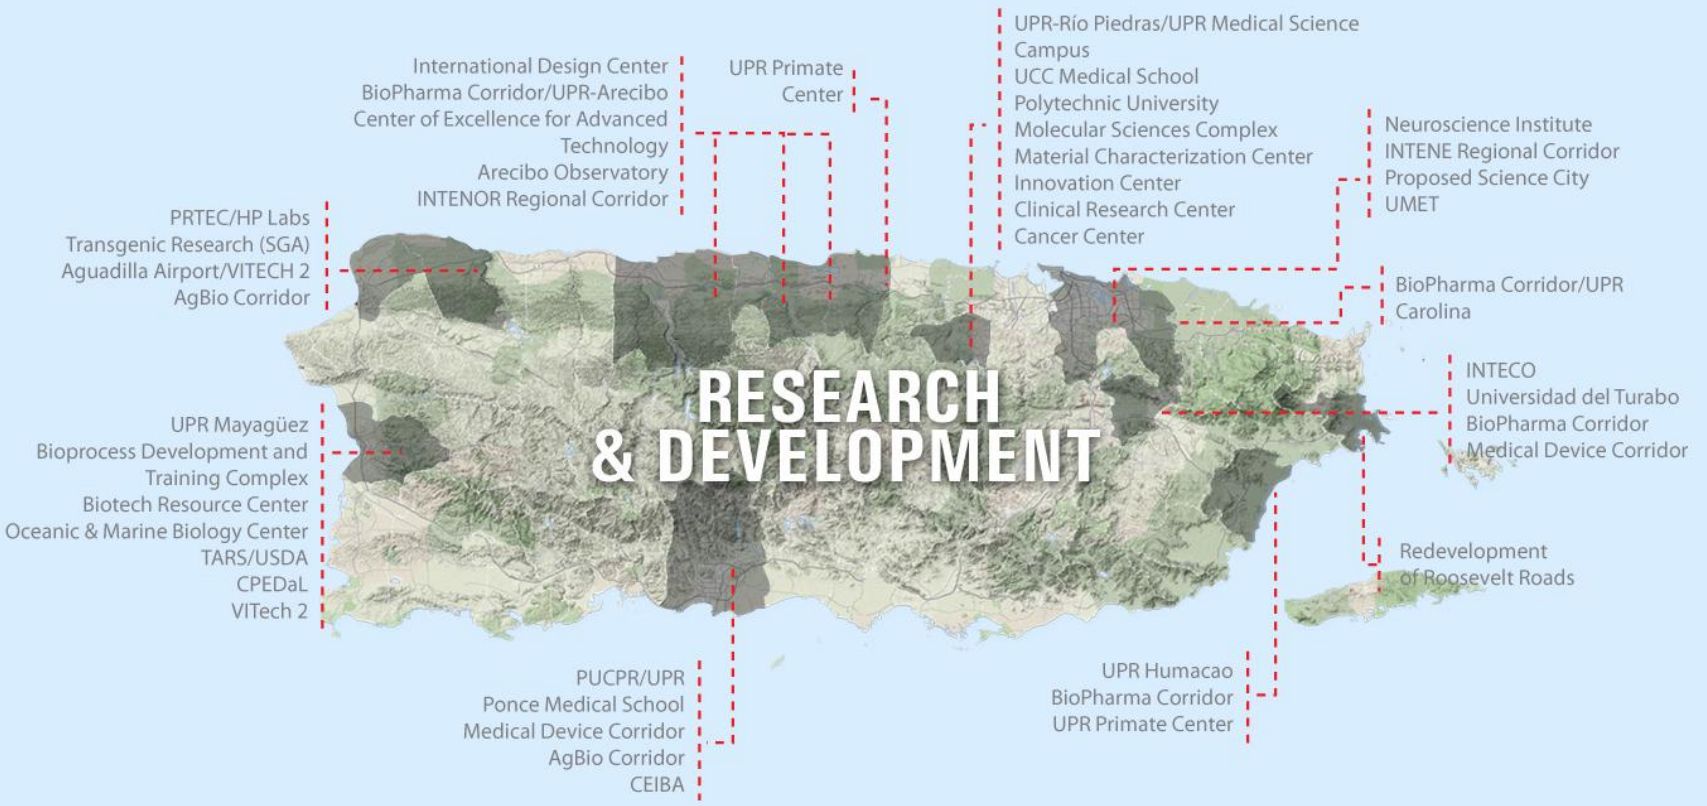 UPR-Río Piedras/UPR Medical Science
Campus
UCC Medical School
Polytechnic University
Molecular Sciences Complex
Material Characterization Center
Innovation Center
Clinical Research Center
Cancer Center
International Design Center
BioPharma Corridor/UPR-Arecibo
Center of Excellence for Advanced
Technology
Arecibo Observatory
INTENOR Regional Corridor
UPR Primate
Center
Neuroscience Institute
INTENE Regional Corridor
Proposed Science City
UMET
PRTEC/HP Labs
Transgenic Research (SGA)
Aguadilla Airport/VITECH 2
AgBio Corridor
BioPharma Corridor/UPR
Carolina
RESEARCH
& DEVELOPMENT
INTECO
Universidad del Turabo
BioPharma Corridor
Medical Device Corridor
UPR Mayagüez
Bioprocess Development and
Training Complex
Biotech Resource Center
Oceanic & Marine Biology Center
TARS/USDA
CPEDaL
VITech 2
Redevelopment
of Roosevelt Roads
PUCPR/UPR
Ponce Medical School
Medical Device Corridor
AgBio Corridor
CEIBA
UPR Humacao
BioPharma Corridor
UPR Primate Center